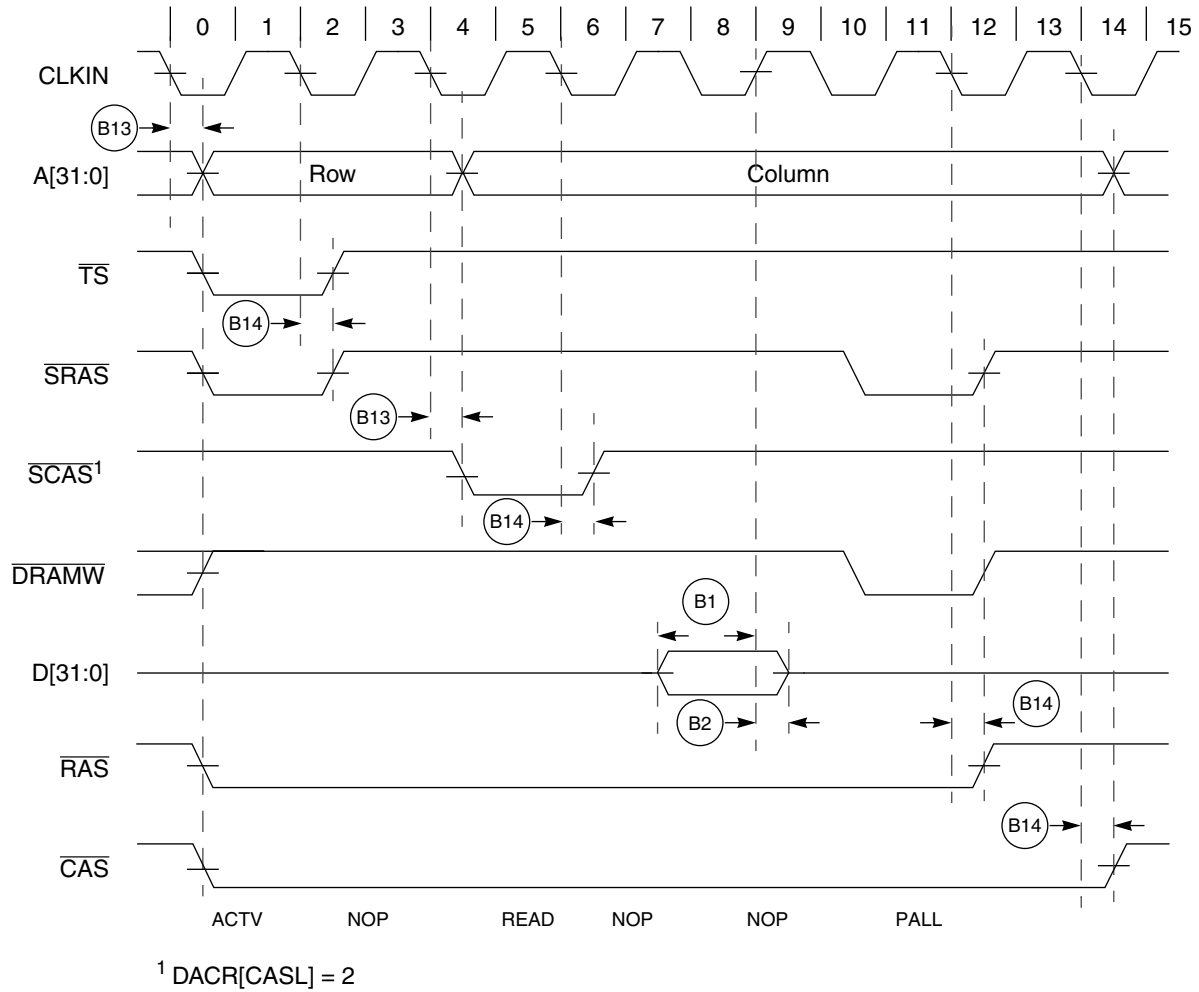 0 1 2 3 4 5 6 7 8 9 10 11 12 13 14 15
CLKIN
B13
A[31:0] Row Column
TS
B14
SRAS
B13
SCAS1
B14
DRAMW
B1
D[31:0]
B14
B2
RAS
B14
CAS
ACTV NOP READ NOP NOP PALL
1 DACR[CASL] = 2